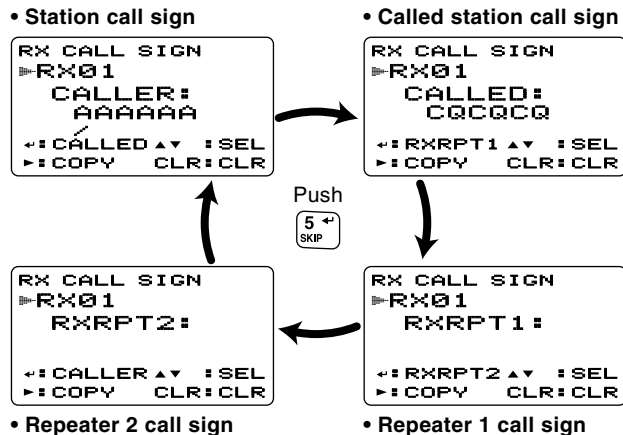 • Station call sign
RX CALL SIGN
RX01
CALLER:
AAAAAA
↵:CALLED ▲▼ :SEL
►:COPY CLR:CLR
• Called station call sign
RX CALL SIGN
RX01
CALLED:
CQCQCQ
↵:RXRPT1 ▲▼ :SEL
►:COPY CLR:CLR
Push
5 ↵
SKIP
RX CALL SIGN
RX01
RXRPT2:
↵:CALLER ▲▼ :SEL
►:COPY CLR:CLR
• Repeater 2 call sign
RX CALL SIGN
RX01
RXRPT1:
↵:RXRPT2 ▲▼ :SEL
►:COPY CLR:CLR
• Repeater 1 call sign